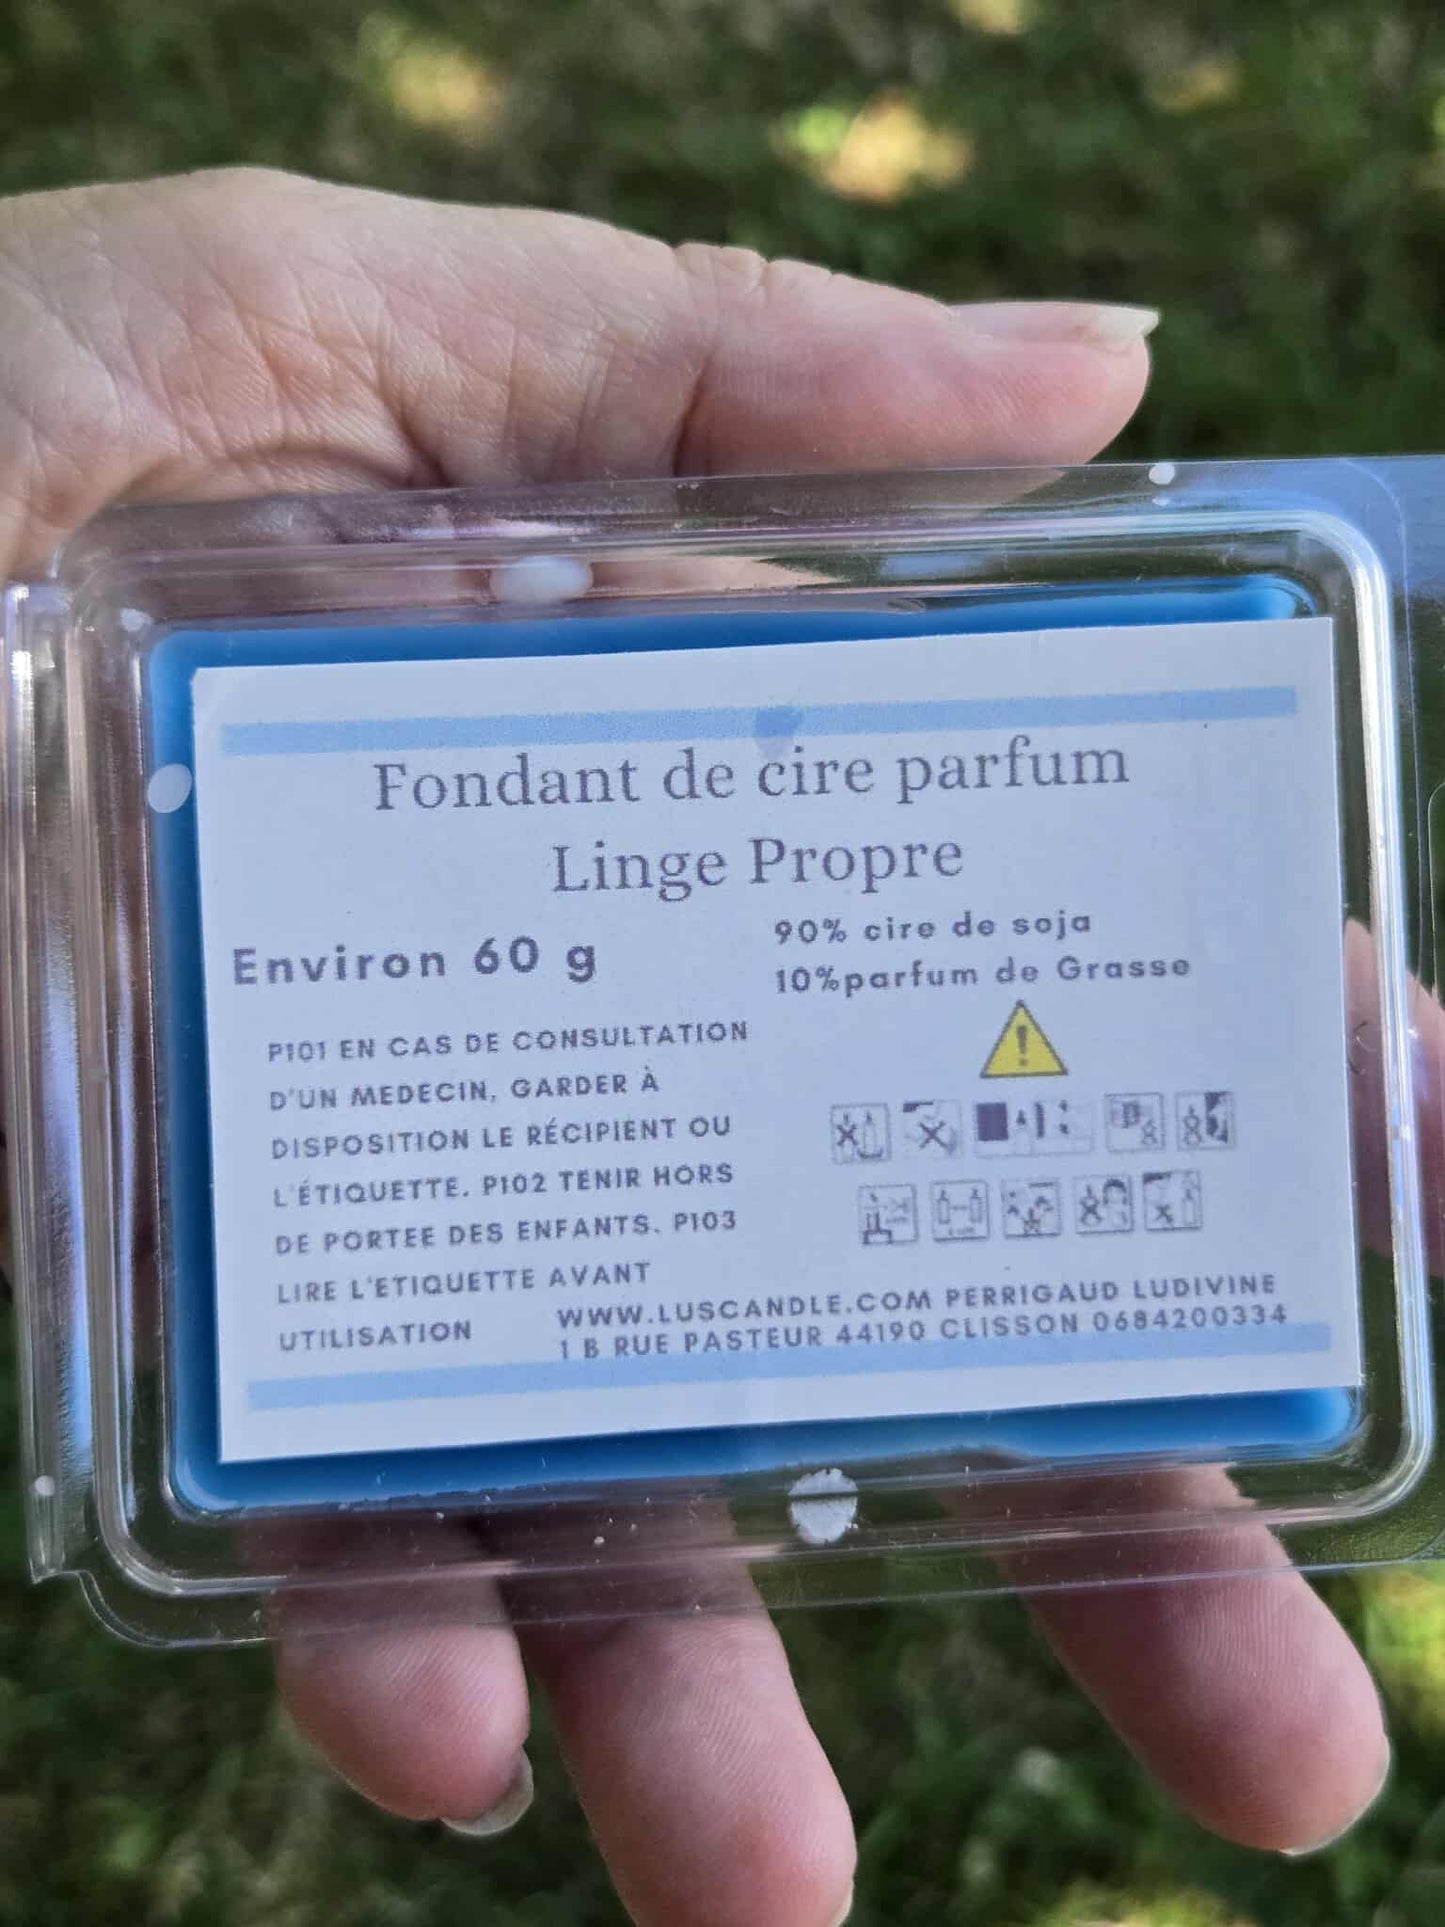 Fondant de cire parfum
Linge Propre
Environ 60 g
90% cire de soja
10%parfum de Grasse
P101 EN CAS DE CONSULTATION
D'UN MEDECIN, GARDER À
DISPOSITION LE RÉCIPIENT OU
L'ÉTIQUETTE. P102 TENIR HORS
DE PORTEE DES ENFANTS. P103
LIRE L'ETIQUETTE AVANT
UTILISATION
WWW.LUSCANDLE.COM PERRIGAUD LUDIVINE
1 B RUE PASTEUR 44190 CLISSON 0684200334